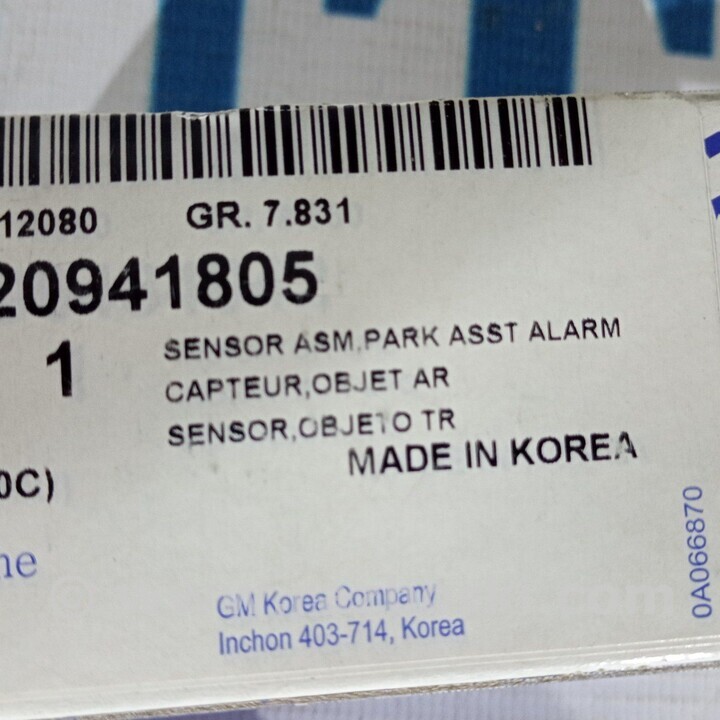 12080 GR. 7.831
20941805
1
SENSOR ASM,PARK ASST ALARM
CAPTEUR,OBJET AR
SENSOR,OBJETO TR
MADE IN KOREA
0C)
ne
GM Korea Company
Inchon 403-714, Korea
0A066870